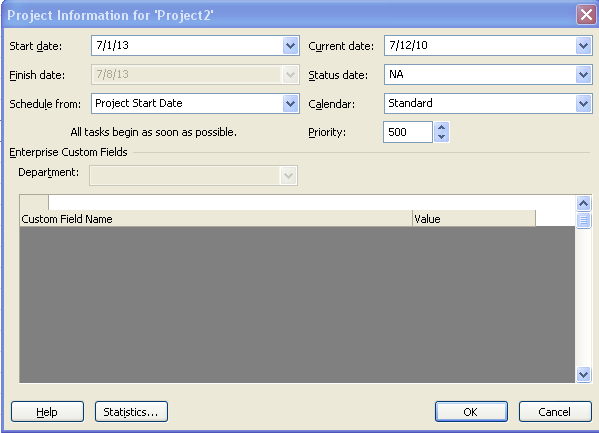 Project Information for 'Project2'
Start date: 7/1/13 Current date: 7/12/10
Finish date: 7/8/13 Status date: NA
Schedule from: Project Start Date Calendar: Standard
All tasks begin as soon as possible. Priority: 500
Enterprise Custom Fields
Department:
Custom Field Name Value
Help Statistics... OK Cancel